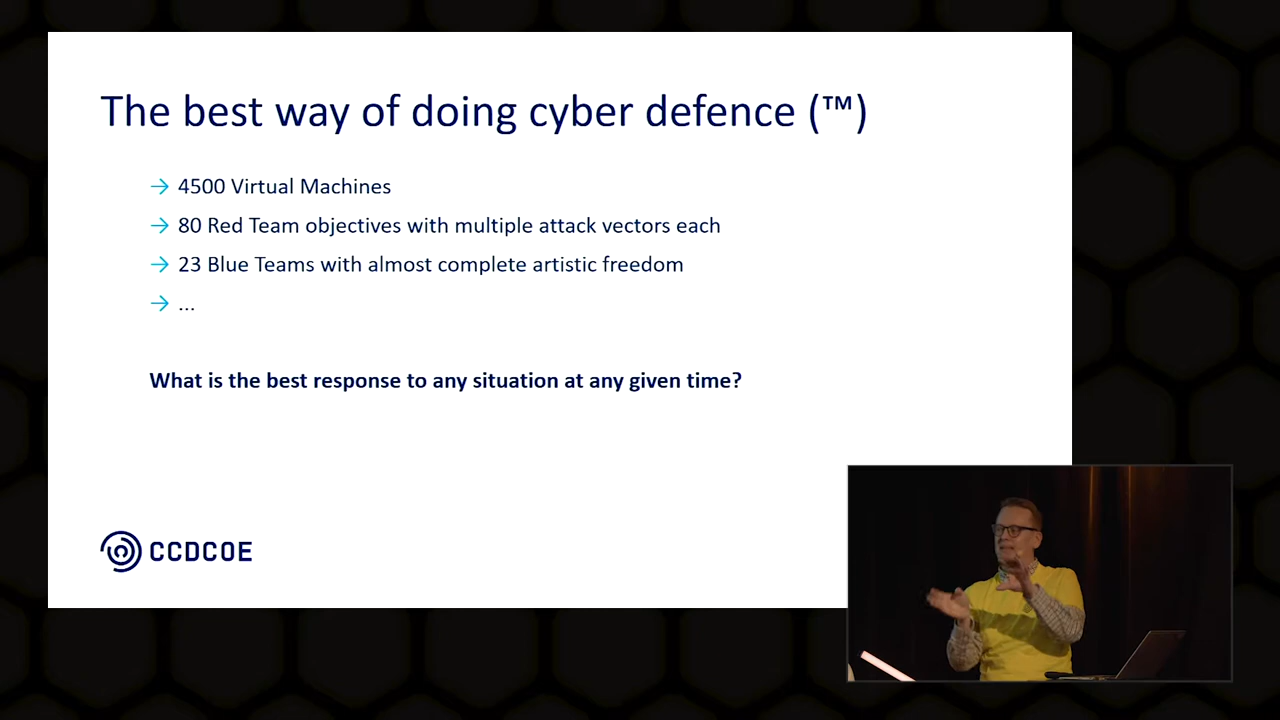 The best way of doing cyber defence (™)
→ 4500 Virtual Machines
→ 80 Red Team objectives with multiple attack vectors each
→ 23 Blue Teams with almost complete artistic freedom
→ ...
What is the best response to any situation at any given time?
CCDCOE